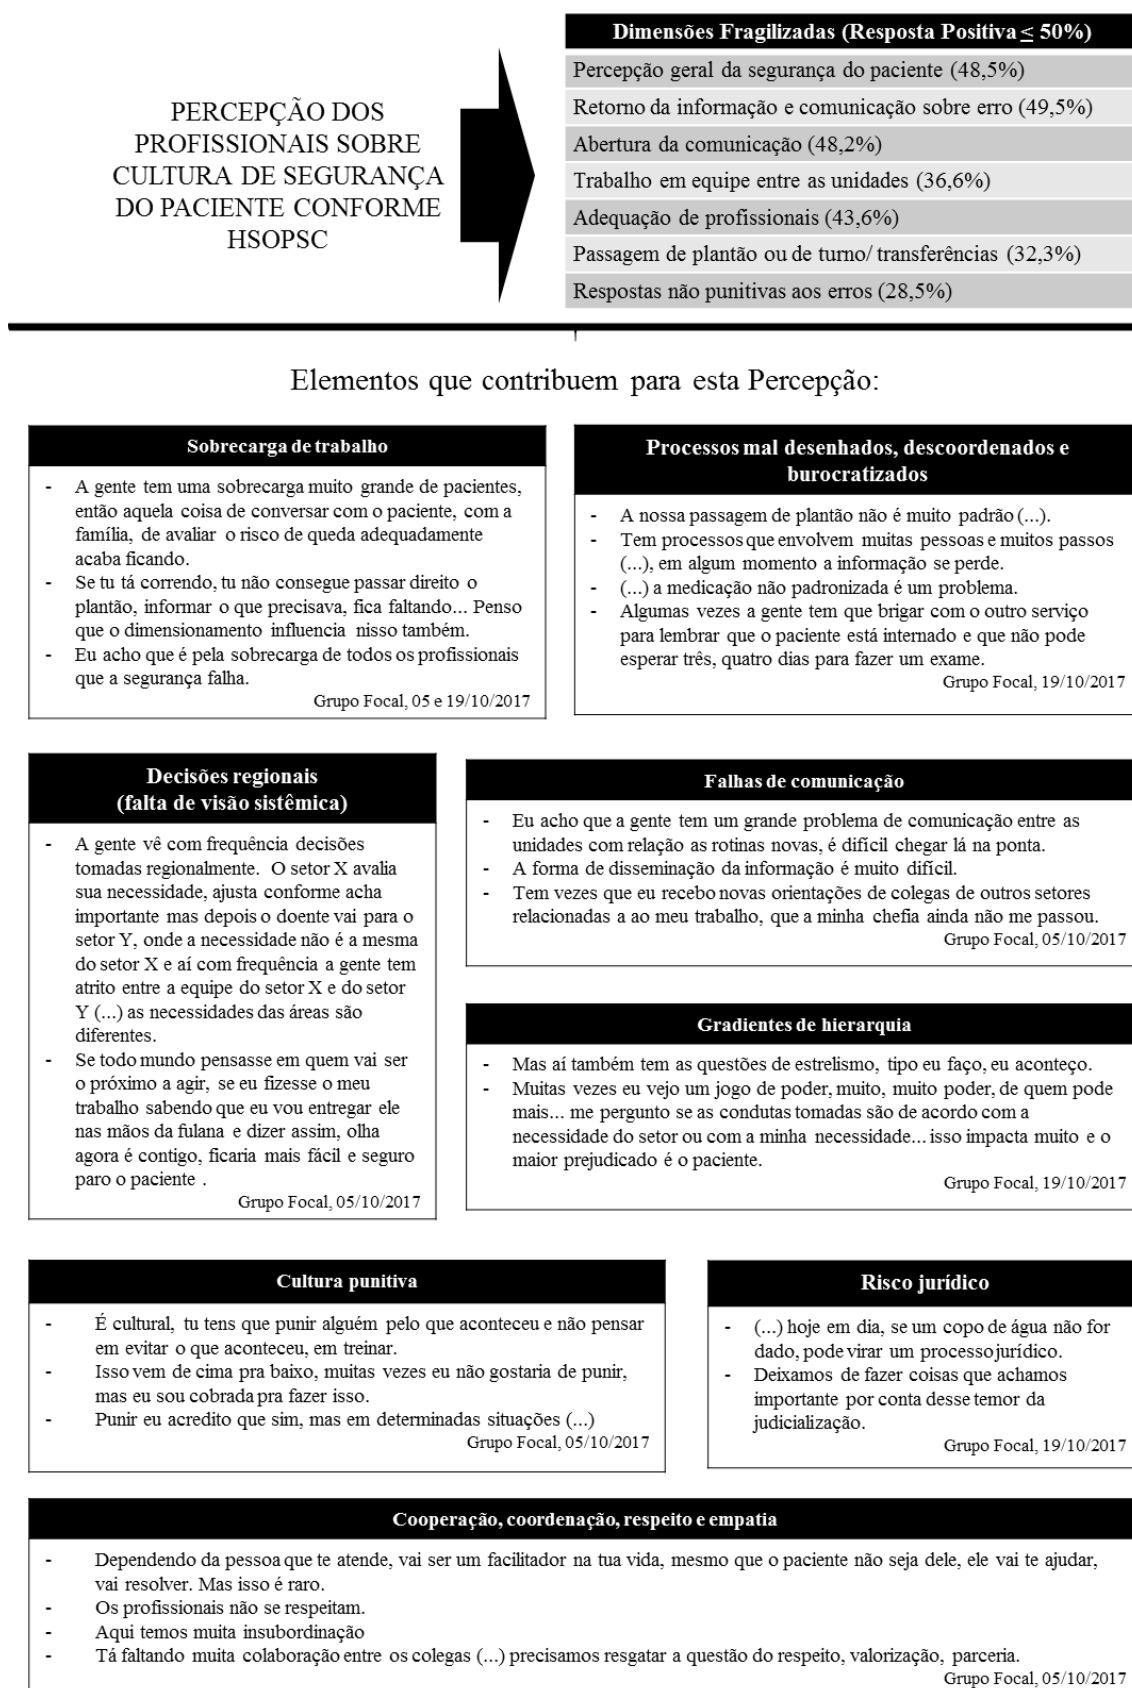 PERCEPÇÃO DOS
PROFISSIONAIS SOBRE
CULTURA DE SEGURANÇA
DO PACIENTE CONFORME
HSOPSC
Dimensões Fragilizadas (Resposta Positiva ≤ 50%)
Percepção geral da segurança do paciente (48,5%)
Retorno da informação e comunicação sobre erro (49,5%)
Abertura da comunicação (48,2%)
Trabalho em equipe entre as unidades (36,6%)
Adequação de profissionais (43,6%)
Passagem de plantão ou de turno/ transferências (32,3%)
Respostas não punitivas aos erros (28,5%)
Elementos que contribuem para esta Percepção:
Sobrecarga de trabalho
- A gente tem uma sobrecarga muito grande de pacientes,
então aquela coisa de conversar com o paciente, com a
família, de avaliar o risco de queda adequadamente
acaba ficando.
- Se tu tá correndo, tu não consegue passar direito o
plantão, informar o que precisava, fica faltando... Penso
que o dimensionamento influencia nisso também.
- Eu acho que é pela sobrecarga de todos os profissionais
que a segurança falha.
Grupo Focal, 05 e 19/10/2017
Processos mal desenhados, descoordenados e
burocratizados
- A nossa passagem de plantão não é muito padrão (...).
- Tem processos que envolvem muitas pessoas e muitos passos
(...), em algum momento a informação se perde.
- (...) a medicação não padronizada é um problema.
- Algumas vezes a gente tem que brigar com o outro serviço
para lembrar que o paciente está internado e que não pode
esperar três, quatro dias para fazer um exame.
Grupo Focal, 19/10/2017
Decisões regionais
(falta de visão sistêmica)
- A gente vê com frequência decisões
tomadas regionalmente. O setor X avalia
sua necessidade, ajusta conforme acha
importante mas depois o doente vai para o
setor Y, onde a necessidade não é a mesma
do setor X e aí com frequência a gente tem
atrito entre a equipe do setor X e do setor
Y (...) as necessidades das áreas são
diferentes.
- Se todo mundo pensasse em quem vai ser
o próximo a agir, se eu fizesse o meu
trabalho sabendo que eu vou entregar ele
nas mãos da fulana e dizer assim, olha
agora é contigo, ficaria mais fácil e seguro
paro o paciente .
Grupo Focal, 05/10/2017
Falhas de comunicação
- Eu acho que a gente tem um grande problema de comunicação entre as
unidades com relação as rotinas novas, é difícil chegar lá na ponta.
- A forma de disseminação da informação é muito difícil.
- Tem vezes que eu recebo novas orientações de colegas de outros setores
relacionadas a ao meu trabalho, que a minha chefia ainda não me passou.
Grupo Focal, 05/10/2017
Gradientes de hierarquia
- Mas aí também tem as questões de estrelismo, tipo eu faço, eu aconteço.
- Muitas vezes eu vejo um jogo de poder, muito, muito poder, de quem pode
mais... me pergunto se as condutas tomadas são de acordo com a
necessidade do setor ou com a minha necessidade... isso impacta muito e o
maior prejudicado é o paciente.
Grupo Focal, 19/10/2017
Cultura punitiva
- É cultural, tu tens que punir alguém pelo que aconteceu e não pensar
em evitar o que aconteceu, em treinar.
- Isso vem de cima pra baixo, muitas vezes eu não gostaria de punir,
mas eu sou cobrada pra fazer isso.
- Punir eu acredito que sim, mas em determinadas situações (...)
Grupo Focal, 05/10/2017
Risco jurídico
- (...) hoje em dia, se um copo de água não for
dado, pode virar um processo jurídico.
- Deixamos de fazer coisas que achamos
importante por conta desse temor da
judicialização.
Grupo Focal, 19/10/2017
Cooperação, coordenação, respeito e empatia
- Dependendo da pessoa que te atende, vai ser um facilitador na tua vida, mesmo que o paciente não seja dele, ele vai te ajudar,
vai resolver. Mas isso é raro.
- Os profissionais não se respeitam.
- Aqui temos muita insubordinação
- Tá faltando muita colaboração entre os colegas (...) precisamos resgatar a questão do respeito, valorização, parceria.
Grupo Focal, 05/10/2017